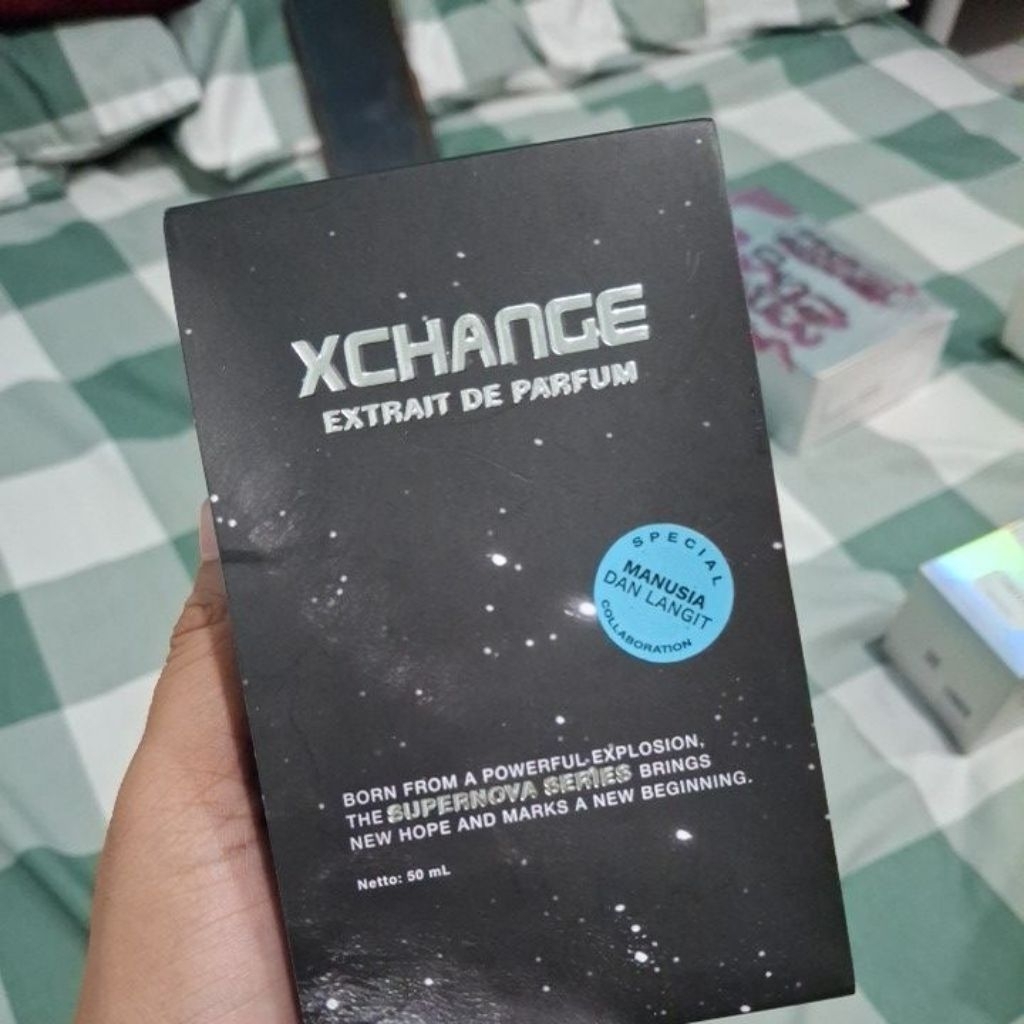 XCHANGE
EXTRAIT DE PARFUM
SPECIAL
MANUSIA
DAN LANGIT
COLLABORATION
BORN FROM A POWERFUL EXPLOSION,
THE SUPERNOVA SERIES BRINGS
NEW HOPE AND MARKS A NEW BEGINNING.
Netto: 50 mL